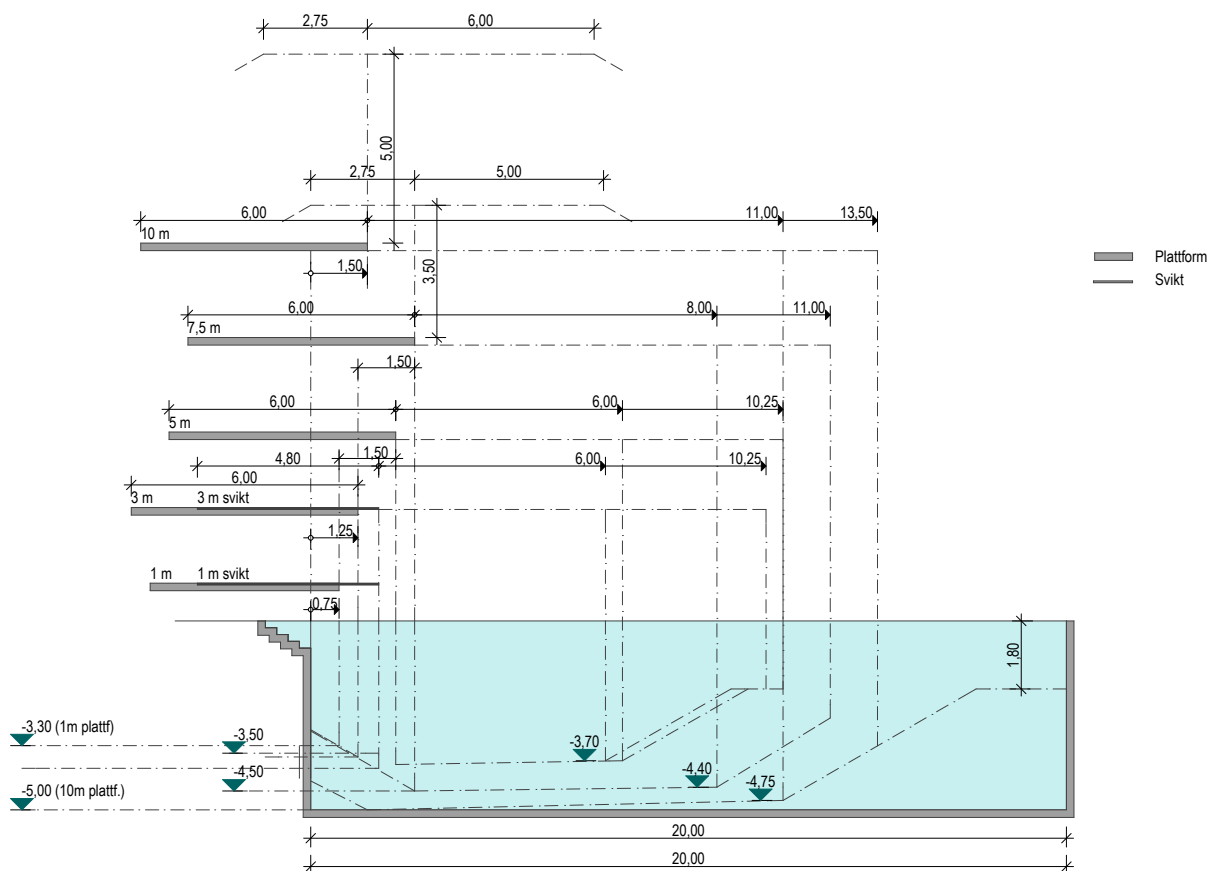 2,75 6,00
5,00
2,75 5,00
6,00 11,00 13,50
10 m
1,50
3,50
Plattform
Svikt
6,00 8,00 11,00
7,5 m
1,50
6,00 6,00 10,25
5 m
1,50
4,80 6,00 10,25
6,00
3 m 3 m svikt
1,25
1 m 1 m svikt
0,75
1,80
-3,30 (1m plattf)
-3,50
-3,70
-4,50
-4,40
-4,75
-5,00 (10m plattf.)
20,00
20,00